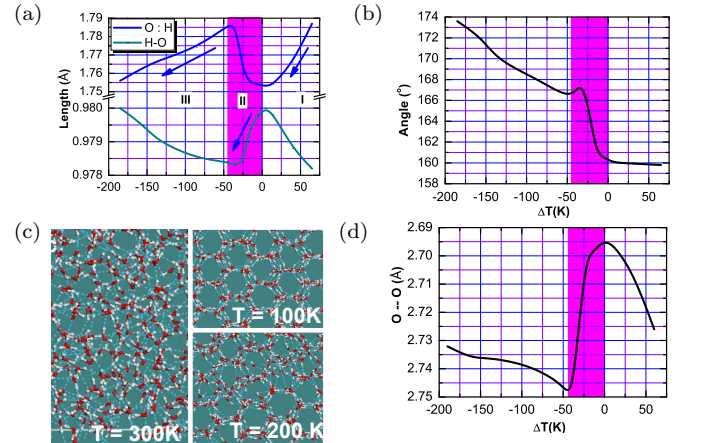 (a)
1.79
1.78
1.77
1.76
1.75
0.980
0.979
0.978
Length (Å)
O : H
H-O
III
II
I
-200 -150 -100 -50 0 50
ΔT(K)
(b)
174
172
170
168
166
164
162
160
158
Angle (°)
-200 -150 -100 -50 0 50
ΔT(K)
(c)
T = 300K
T = 100K
T = 200 K
(d)
2.69
2.70
2.71
2.72
2.73
2.74
2.75
O -- O (Å)
-200 -150 -100 -50 0 50
ΔT(K)